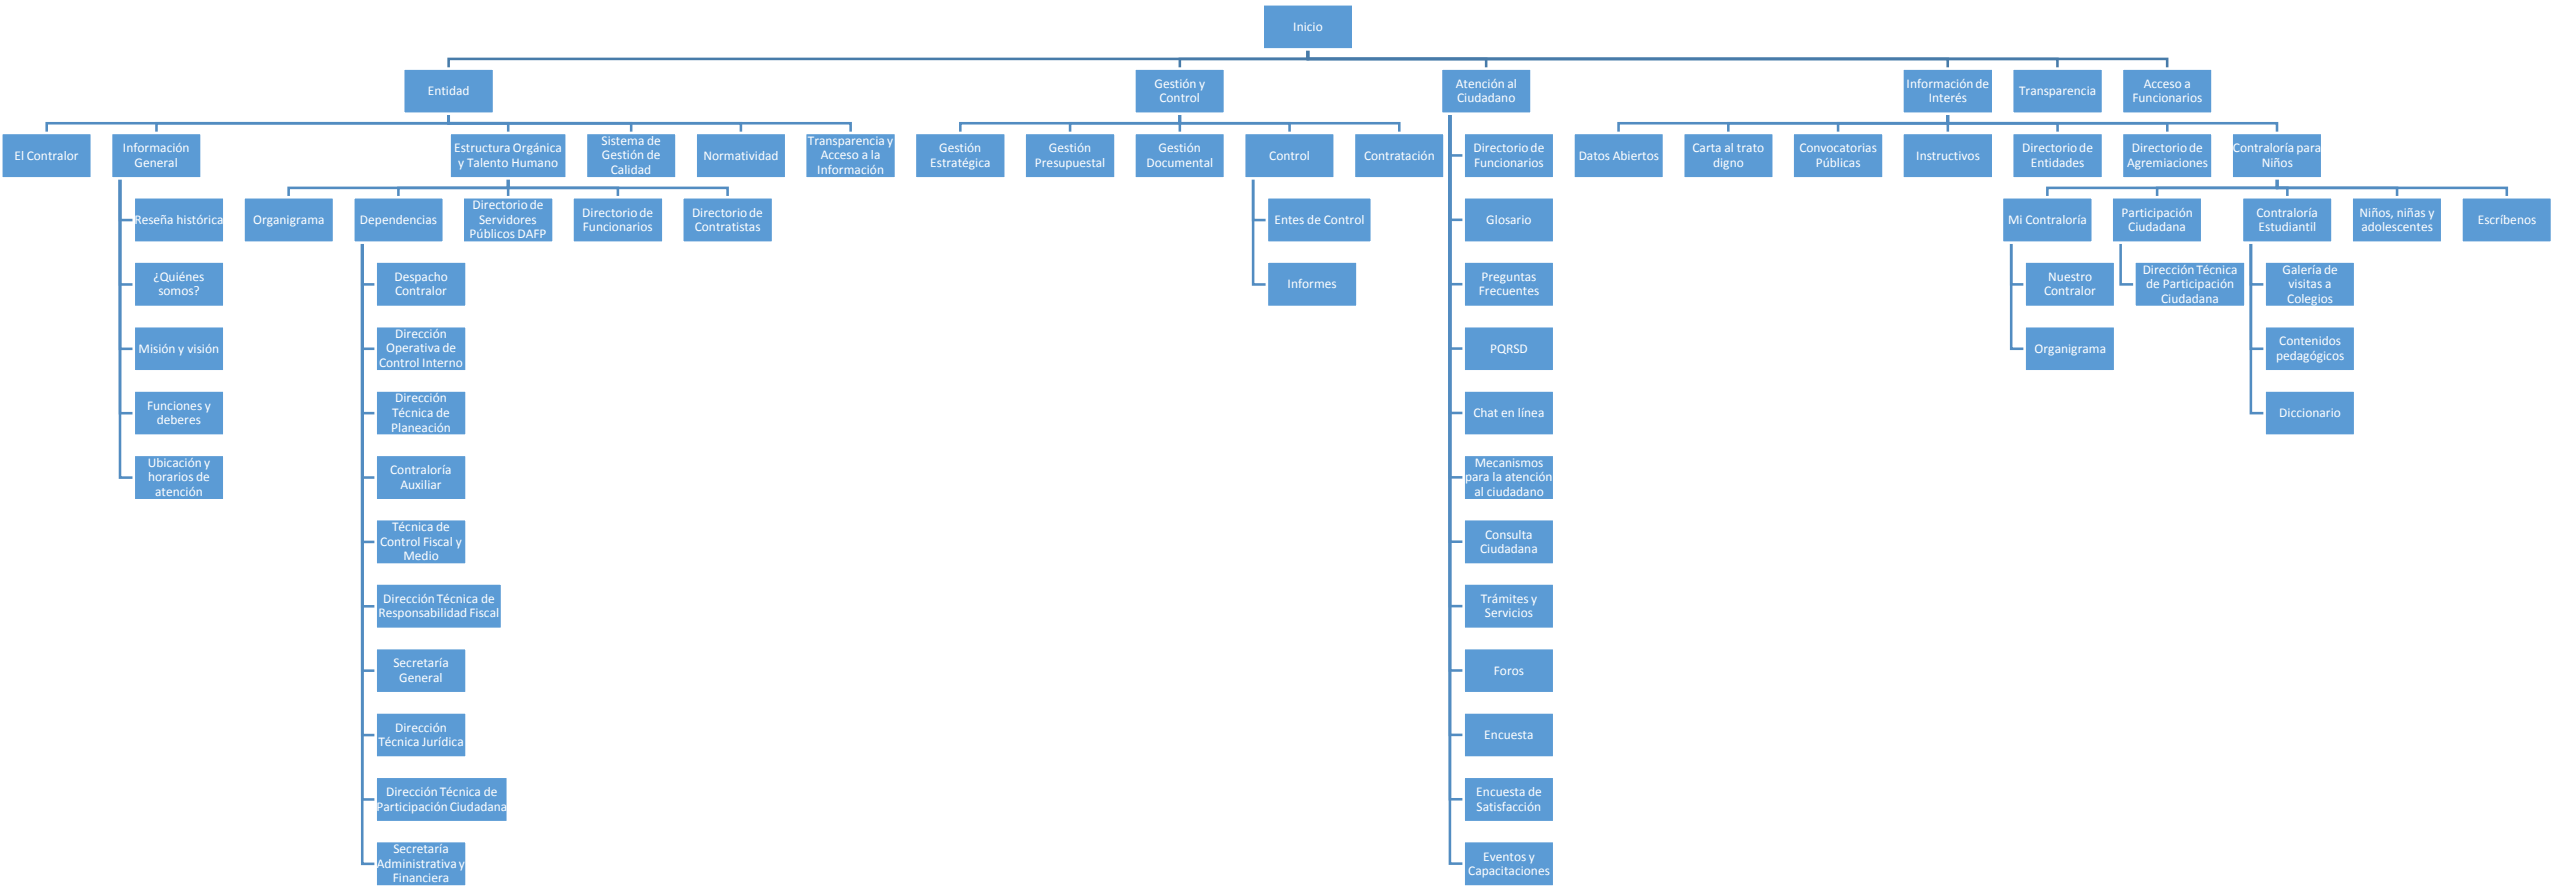 Inicio
Entidad
Gestión y
Control
Atención al
Ciudadano
Información de
Interés
Transparencia
Acceso a
Funcionarios
El Contralor
Información
General
Estructura Orgánica
y Talento Humano
Sistema de
Gestión de
Calidad
Normatividad
Transparencia y
Acceso a la
Información
Gestión
Estratégica
Gestión
Presupuestal
Gestión
Documental
Control
Contratación
Directorio de
Funcionarios
Datos Abiertos
Carta al trato
digno
Convocatorias
Públicas
Instructivos
Directorio de
Entidades
Directorio de
Agremiaciones
Contraloría para
Niños
Reseña histórica
Organigrama
Dependencias
Directorio de
Servidores
Públicos DAFP
Directorio de
Funcionarios
Directorio de
Contratistas
Entes de Control
Glosario
Mi Contraloría
Participación
Ciudadana
Contraloría
Estudiantil
Niños, niñas y
adolescentes
Escríbenos
¿Quiénes
somos?
Despacho
Contralor
Informes
Preguntas
Frecuentes
Nuestro
Contralor
Dirección Técnica
de Participación
Ciudadana
Galería de
visitas a
Colegios
Misión y visión
Dirección
Operativa de
Control Interno
PQRSD
Organigrama
Contenidos
pedagógicos
Funciones y
deberes
Dirección
Técnica de
Planeación
Chat en línea
Diccionario
Ubicación y
horarios de
atención
Contraloría
Auxiliar
Mecanismos
para la atención
al ciudadano
Técnica de
Control Fiscal y
Medio
Consulta
Ciudadana
Dirección Técnica de
Responsabilidad Fiscal
Trámites y
Servicios
Secretaría
General
Foros
Dirección
Técnica Jurídica
Encuesta
Dirección Técnica de
Participación Ciudadana
Encuesta de
Satisfacción
Secretaría
Administrativa y
Financiera
Eventos y
Capacitaciones